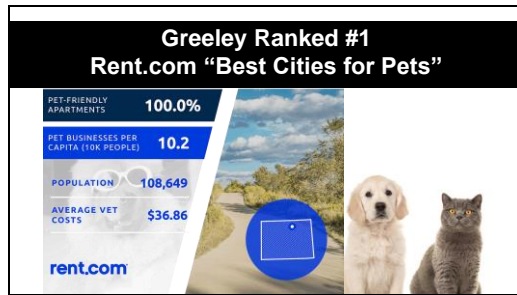 Greeley Ranked #1
Rent.com “Best Cities for Pets”
PET-FRIENDLY
APARTMENTS
100.0%
PET BUSINESSES PER
CAPITA (10K PEOPLE)
10.2
POPULATION
108,649
AVERAGE VET
COSTS
$36.86
rent.com